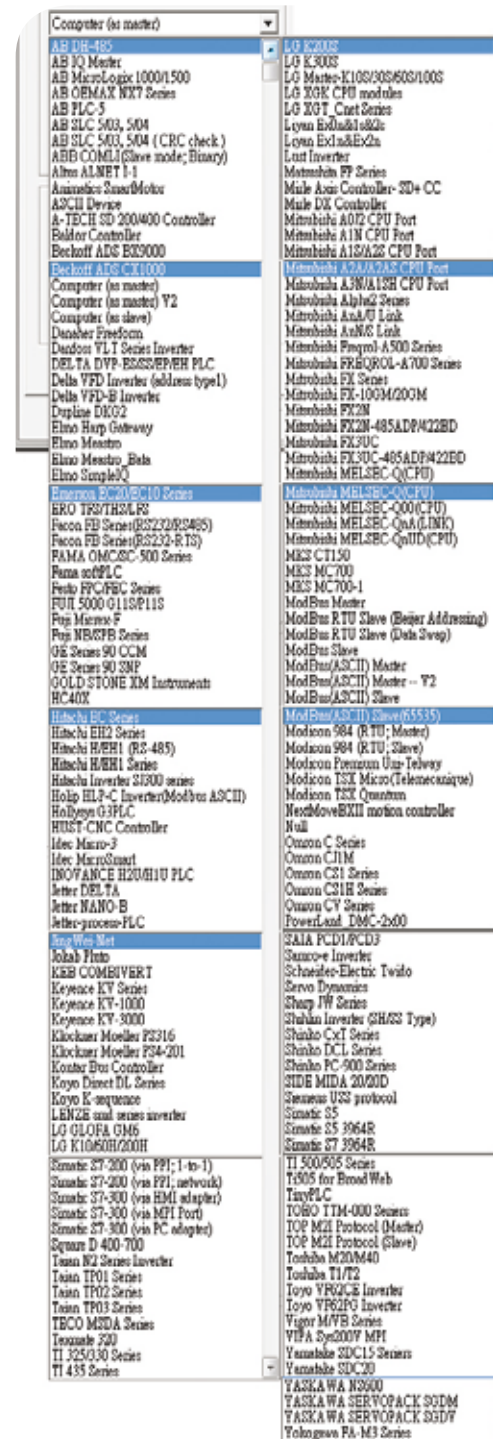 Computer (as master)
AB DH-485
AB IQ Master
AB MicroLogix 1000/1500
AB OEMAX NX7 Series
AB PLC-5
AB SLC 5/03, 5/04
AB SLC 5/03, 5/04 ( CRC check )
ABB COMLI(Slave mode; Binary)
Altus ALNET I-1
Animatics SmartMotor
ASCII Device
A-TECH SD 200/400 Controller
Baldor Controller
Beckoff ADS BX9000
Beckoff ADS CX1000
Computer (as master)
Computer (as master) V2
Computer (as slave)
Danaher Freedom
Danfoss VLT Series Inverter
DELTA DVP-ES/SS/EP/EH PLC
Delta VFD Inverter (address type1)
Delta VFD-B Inverter
Dupline DKG2
Elmo Harp Gateway
Elmo Meastro
Elmo Meastro_Bata
Elmo SimpleIQ
Emerson EC20/EC10 Series
ERO TFS/THS/LFS
Facon FB Series(RS232/RS485)
Facon FB Series(RS232-RTS)
FAMA OMC/SC-500 Series
Fama softPLC
Festo FPC/FEC Series
FUJI 5000 G11S/P11S
Fuji Micrex-F
Fuji NB/SPB Series
GE Series 90 CCM
GE Series 90 SNP
GOLD STONE XM Instruments
HC40X
Hitachi EC Series
Hitachi EH2 Series
Hitachi H/EH1 (RS-485)
Hitachi H/EH1 Series
Hitachi Inverter SJ300 series
Holip HLP-C Inverter(Modbus ASCII)
Hollysys G3PLC
HUST-CNC Controller
Idec Micro-3
Idec MicroSmart
INOVANCE H2U/H1U PLC
Jetter DELTA
Jetter NANO-B
Jetter-process-PLC
JingWei-Net
Jokab Pluto
KEB COMBIVERT
Keyence KV Series
Keyence KV-1000
Keyence KV-3000
Klockner Moeller PS316
Klockner Moeller PS4-201
Kontar Bus Controller
Koyo Direct DL Series
Koyo K-sequence
LENZE smd series inverter
LG GLOFA GM6
LG K10/60H/200H
Simatic S7-200 (via PPI; 1-to-1)
Simatic S7-200 (via PPI; network)
Simatic S7-300 (via HMI adapter)
Simatic S7-300 (via MPI Port)
Simatic S7-300 (via PC adapter)
Square D 400-700
Taian N2 Series Inverter
Taian TP01 Series
Taian TP02 Series
Taian TP03 Series
TECO MSDA Series
Texmate 320
TI 325/330 Series
TI 435 Series
LG K200S
LG K300S
LG Master-K10S/30S/60S/100S
LG XGK CPU modules
LG XGT_Cnet Series
Liyan Ex0n&1s&2s
Liyan Ex1n&Ex2n
Lust Inverter
Matsushita FP Series
Mirle Axis Controller- SD+ CC
Mirle DX Controller
Mitsubishi A0J2 CPU Port
Mitsubishi A1N CPU Port
Mitsubishi A1S/A2S CPU Port
Mitsubishi A2A/A2AS CPU Port
Mitsubishi A3N/A1SH CPU Port
Mitsubishi Alpha2 Series
Mitsubishi AnA/U Link
Mitsubishi AnN/S Link
Mitsubishi Freqrol-A500 Series
Mitsubishi FREQROL-A700 Series
Mitsubishi FX Series
Mitsubishi FX-10GM/20GM
Mitsubishi FX2N
Mitsubishi FX2N-485ADP/422BD
Mitsubishi FX3UC
Mitsubishi FX3UC-485ADP/422BD
Mitsubishi MELSEC-Q(CPU)
Mitsubishi MELSEC-Q(CPU)
Mitsubishi MELSEC-Q00(CPU)
Mitsubishi MELSEC-QnA (LINK)
Mitsubishi MELSEC-QnUD(CPU)
MKS CT150
MKS MC700
MKS MC700-1
ModBus Master
ModBus RTU Slave (Beijer Addressing)
ModBus RTU Slave (Data Swap)
ModBus Slave
ModBus(ASCII) Master
ModBus(ASCII) Master -- V2
ModBus(ASCII) Slave
ModBus(ASCII) Slave(65535)
Modicon 984 (RTU; Master)
Modicon 984 (RTU; Slave)
Modicon Premium Uni-Telway
Modicon TSX Micro(Telemecanique)
Modicon TSX Quantum
NextMoveBXII motion controller
Null
Omron C Series
Omron CJ1M
Omron CS1 Series
Omron CS1H Series
Omron CV Series
PowerLand_DMC-2x00
SAIA PCD1/PCD3
Samco-e Inverter
Schneider-Electric Twido
Servo Dynamics
Sharp JW Series
Shihlin Inverter (SH/SS Type)
Shinko CxT Series
Shinko DCL Series
Shinko PC-900 Series
SIDE MIDA 20/20D
Siemens USS protocol
Simatic S5
Simatic S5 3964R
Simatic S7 3964R
TI 500/505 Series
Ti505 for BroadWeb
TinyPLC
TOHO TTM-000 Seriers
TOP M2I Protocol (Master)
TOP M2I Protocol (Slave)
Toshiba M20/M40
Toshiba T1/T2
Toyo VF62CE Inverter
Toyo VF62PG Inverter
Vigor M/VB Series
VIPA Sys200V MPI
Yamatake SDC15 Seriers
Yamatake SDC20
YASKAWA NS600
YASKAWA SERVOPACK SGDM
YASKAWA SERVOPACK SGDV
Yokogawa FA-M3 Series